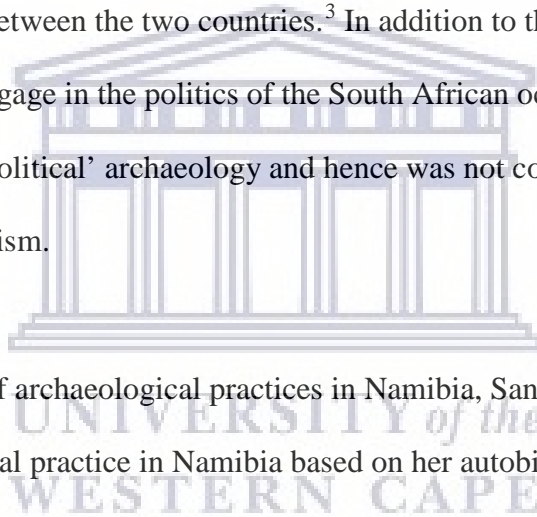 etween the two countries.³ In addition to th
gage in the politics of the South African oc
olitical’ archaeology and hence was not co
ism.
f archaeological practices in Namibia, San
UNIVERSITY of the
al practice in Namibia based on her autobi
WESTERN CAPE